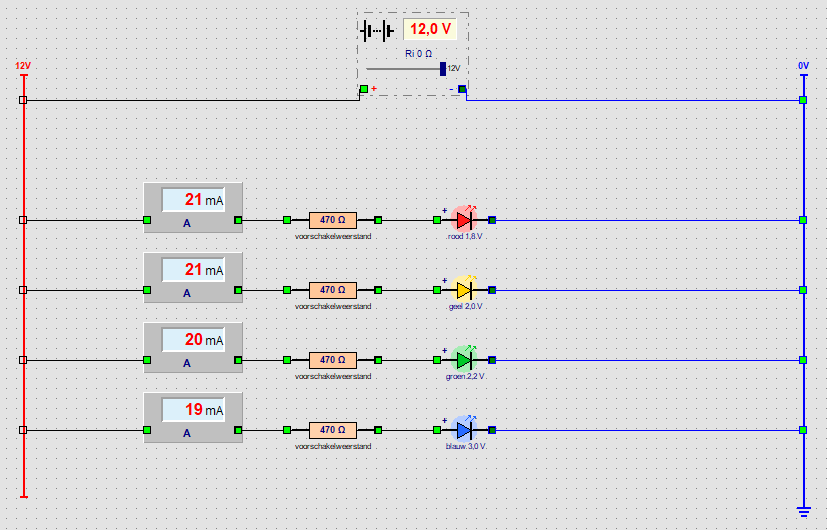 12,0 V
Ri 0 Ω
12V
+ -
12V
0V
21 mA
A
470 Ω
voorschakelweerstand
+
rood 1,8 V
21 mA
A
470 Ω
voorschakelweerstand
+
geel 2,0 V
20 mA
A
470 Ω
voorschakelweerstand
+
groen 2,2 V
19 mA
A
470 Ω
voorschakelweerstand
+
blauw 3,0 V